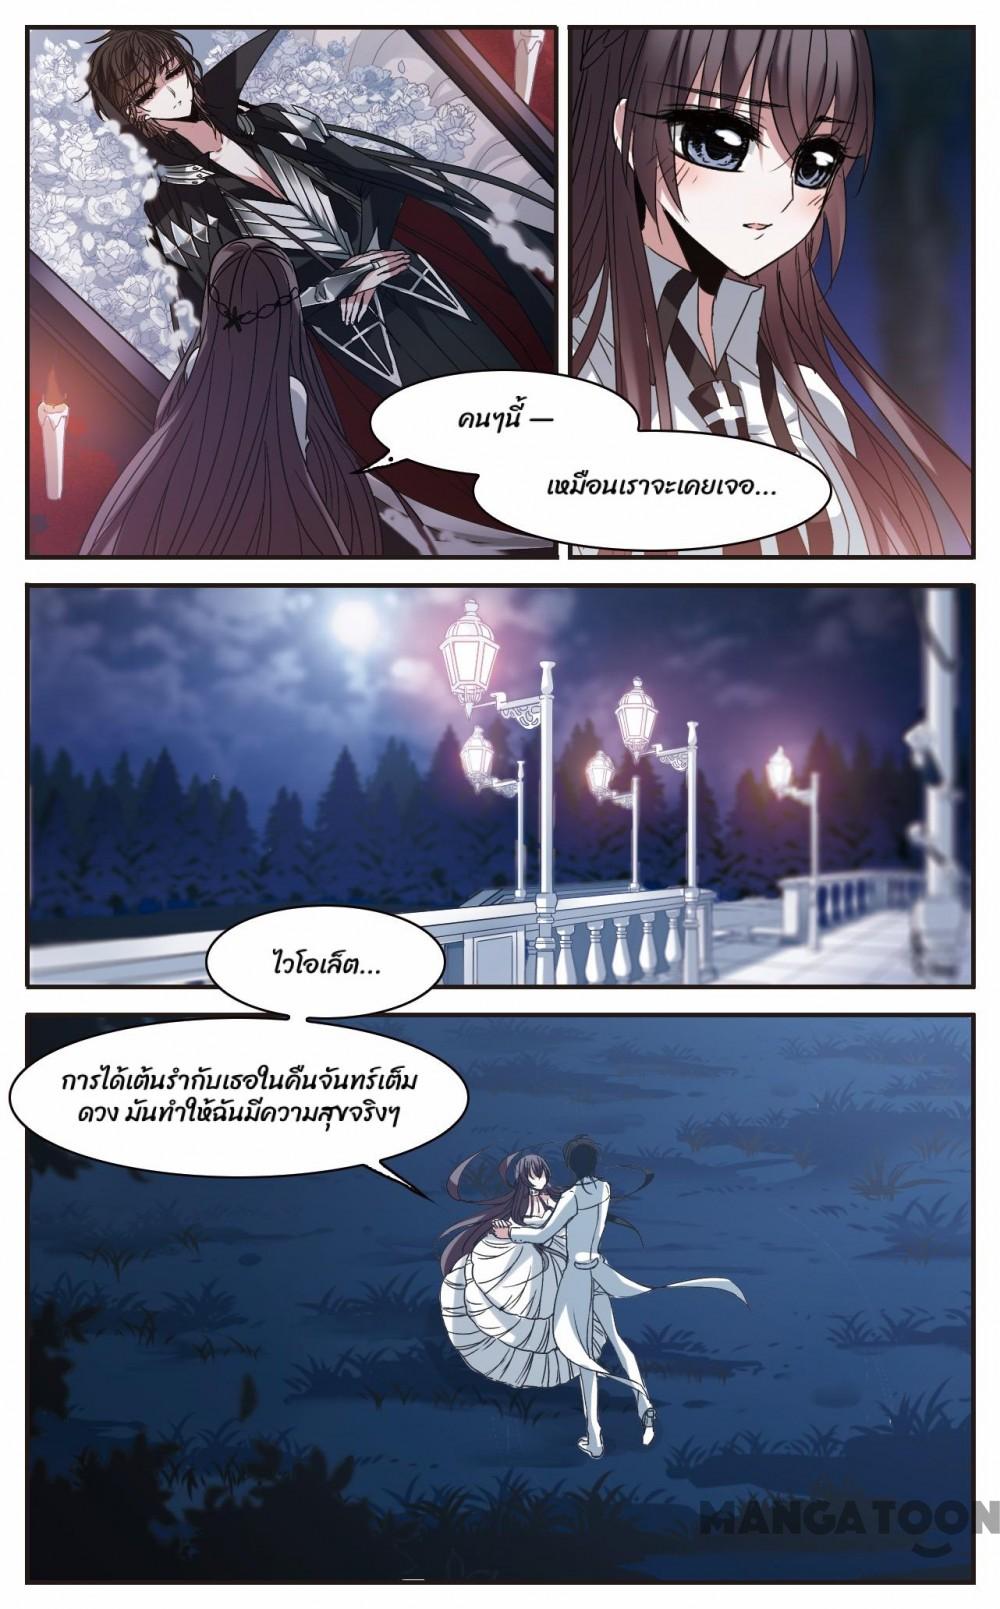 คนๆนี้ —
เหมือนเราจะเคยเจอ...
ไวโอเล็ต...
การได้เต้นรำกับเธอในคืนจันทร์เต็ม
ดวง มันทำให้ฉันมีความสุขจริงๆ
MANGA TOON